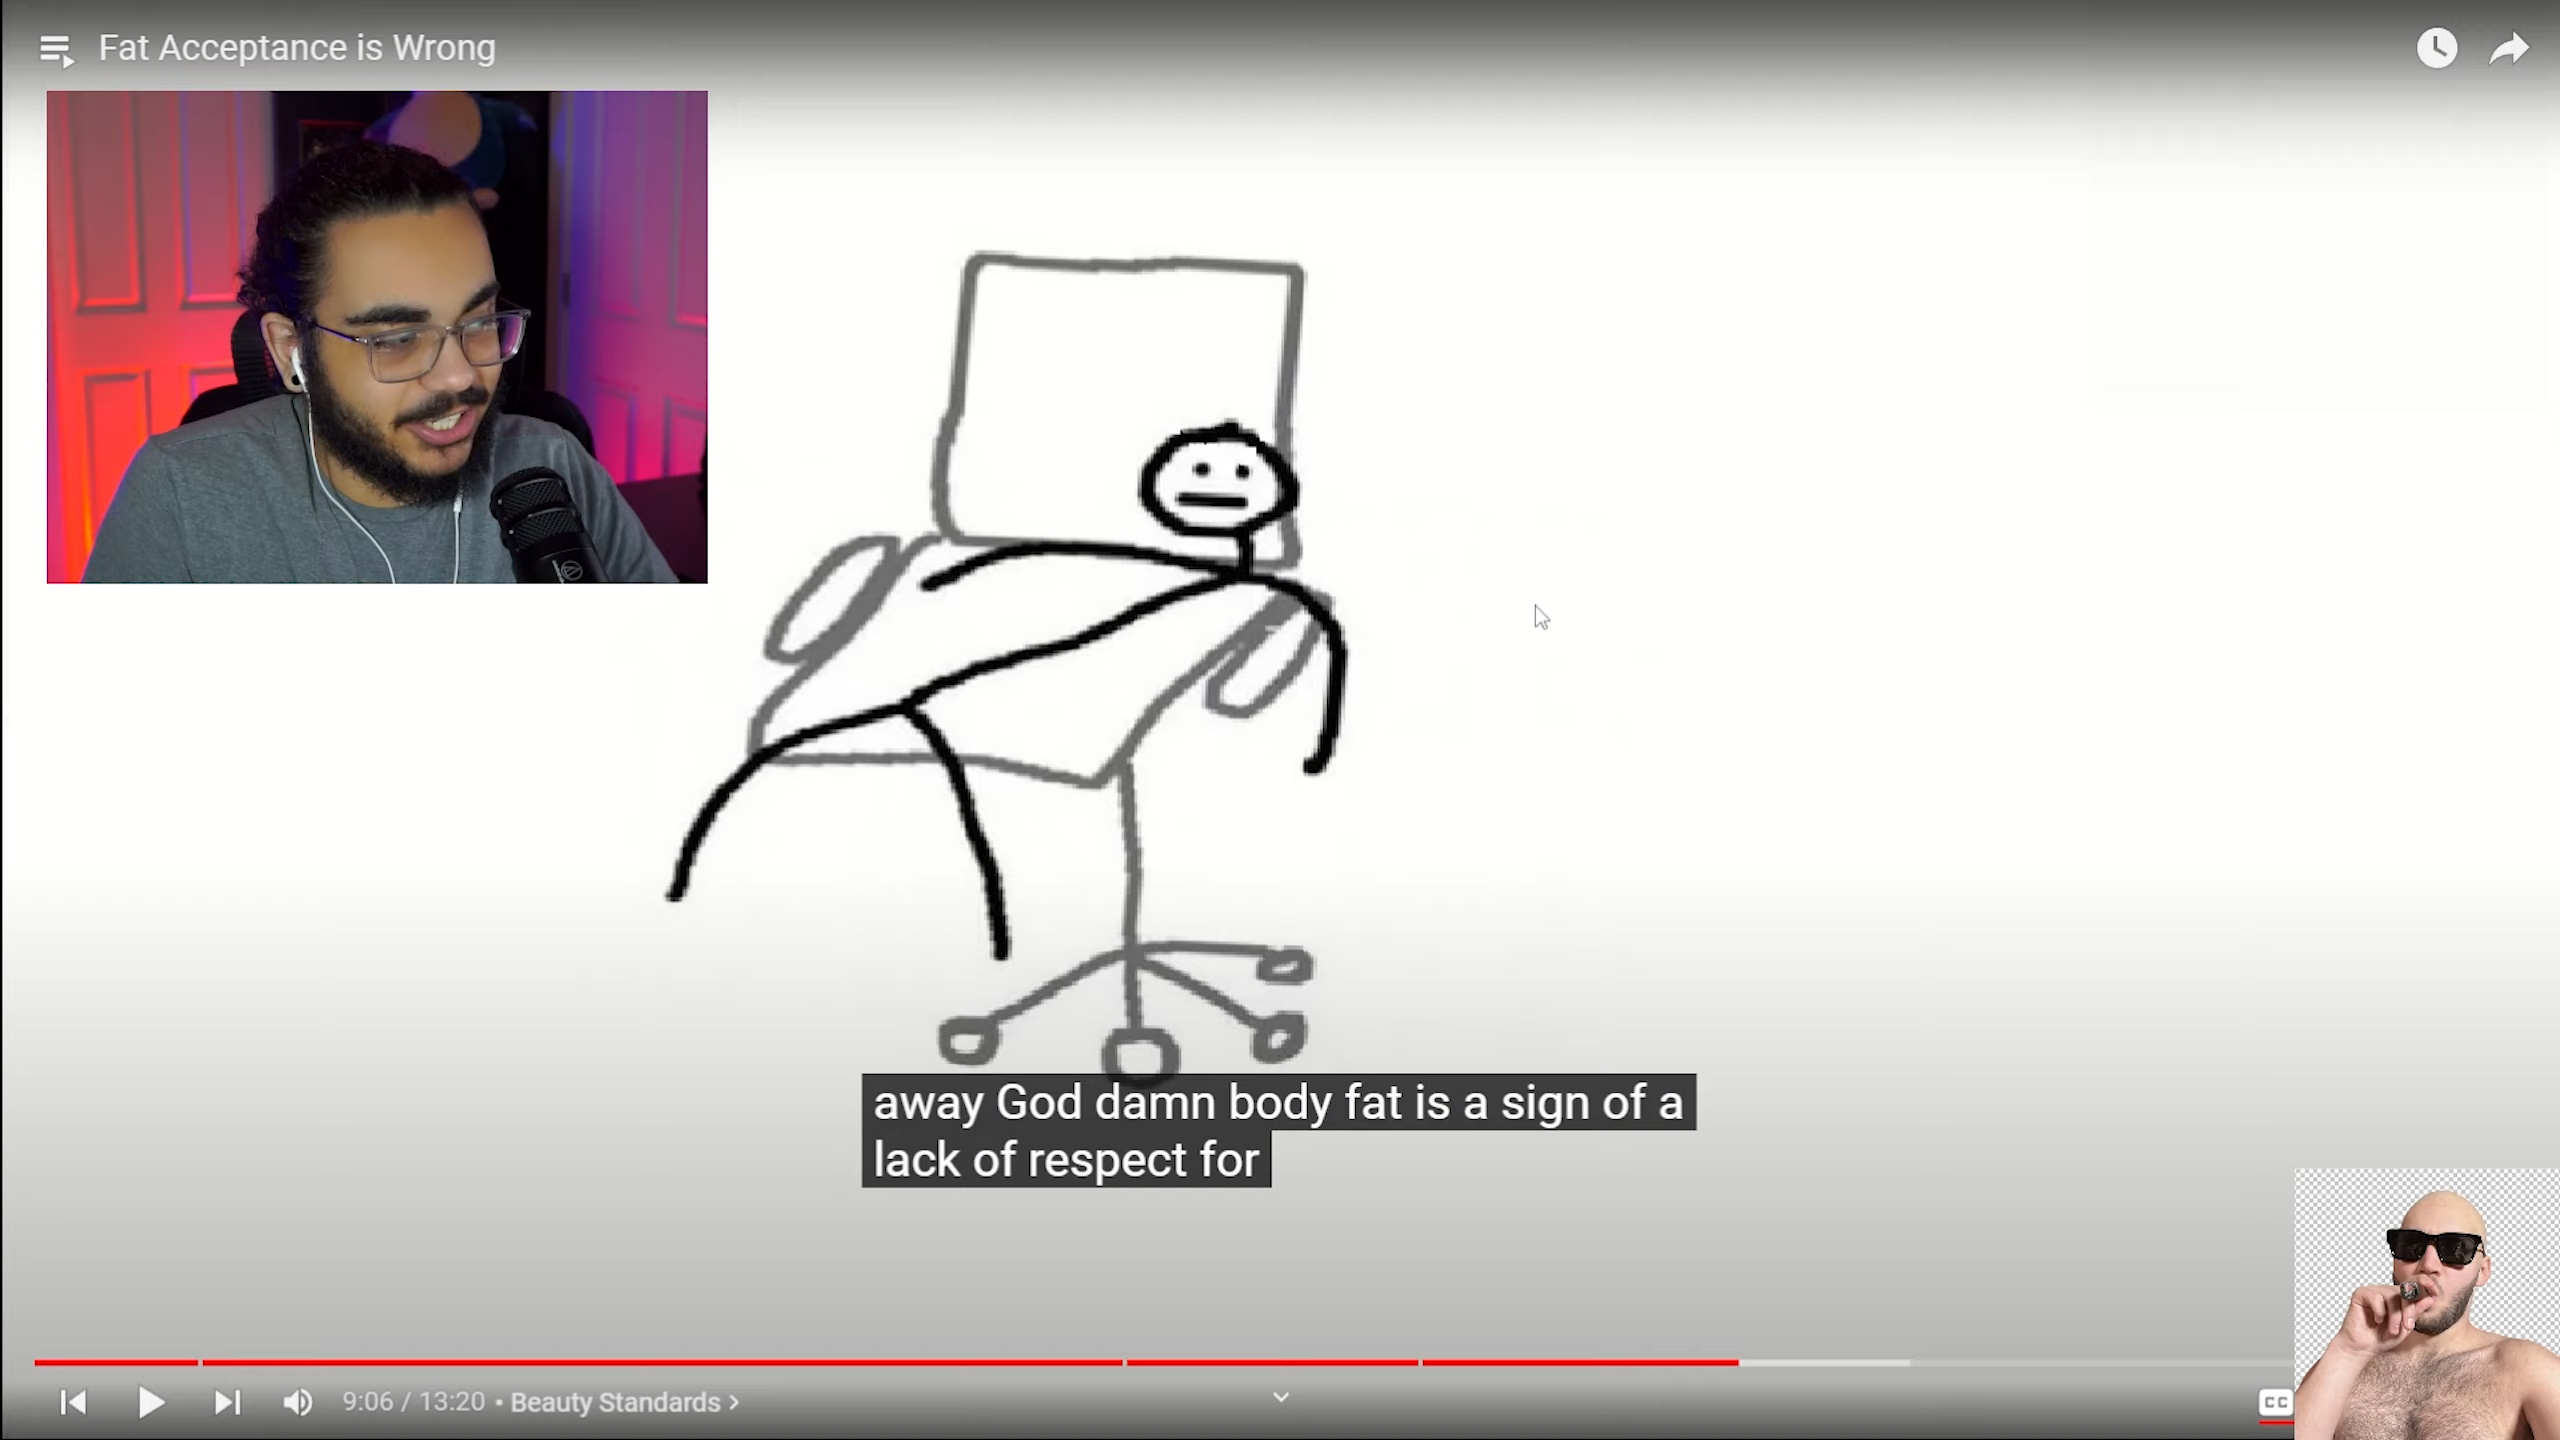 Fat Acceptance is Wrong
away God damn body fat is a sign of a
lack of respect for
9:06 / 13:20 • Beauty Standards >
CC